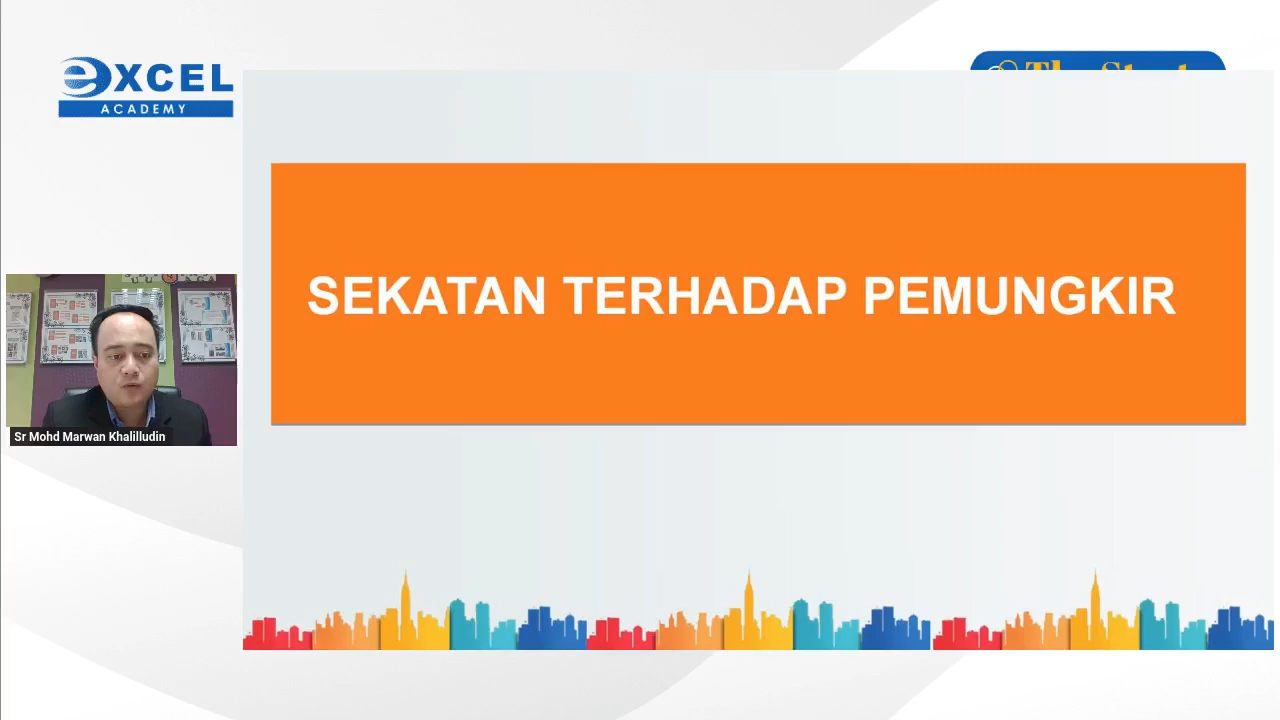 eXCEL
ACADEMY
SEKATAN TERHADAP PEMUNGKIR
Sr Mohd Marwan Khalilludin